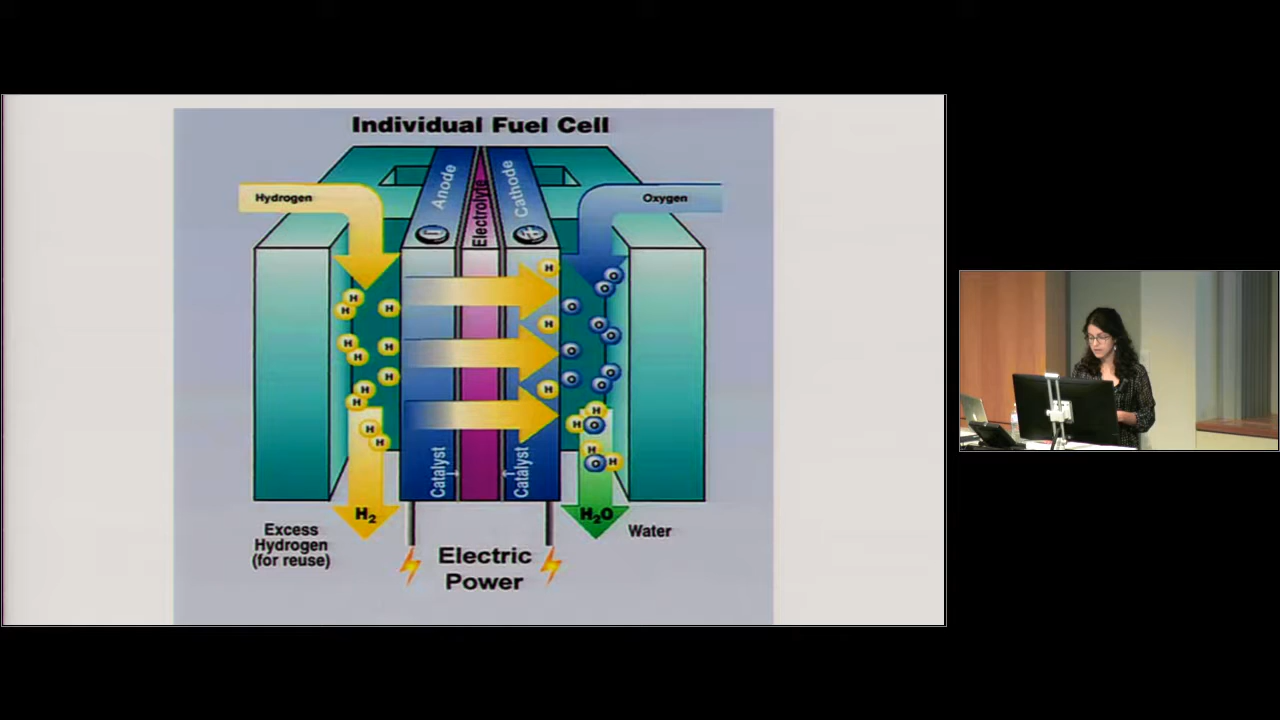 Individual Fuel Cell
Hydrogen
Anode
Electrolyte
Cathode
Oxygen
H
H
H
H
H
H
H
H
H
H
H
H
H
H
O
O
O
O
O
O
O
O
O
H
H
O
H
O
H
Catalyst
Catalyst
H₂
H₂O
Excess
Hydrogen
(for reuse)
Water
Electric
Power